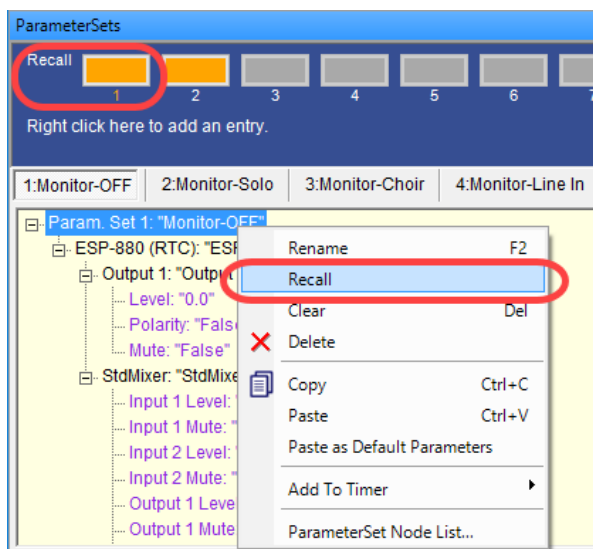 ParameterSets
Recall
1 2 3 4 5 6
Right click here to add an entry.
1:Monitor-OFF 2:Monitor-Solo 3:Monitor-Choir 4:Monitor-Line In
Param. Set 1: "Monitor-OFF"
ESP-880 (RTC): "ESP
Output 1: "Output
Level: "0.0"
Polarity: "False
Mute: "False"
StdMixer: "StdMixe
Input 1 Level: "
Input 1 Mute: "
Input 2 Level: "
Input 2 Mute: "
Output 1 Leve
Output 1 Mute
Rename F2
Recall
Clear Del
Delete
Copy Ctrl+C
Paste Ctrl+V
Paste as Default Parameters
Add To Timer
ParameterSet Node List...